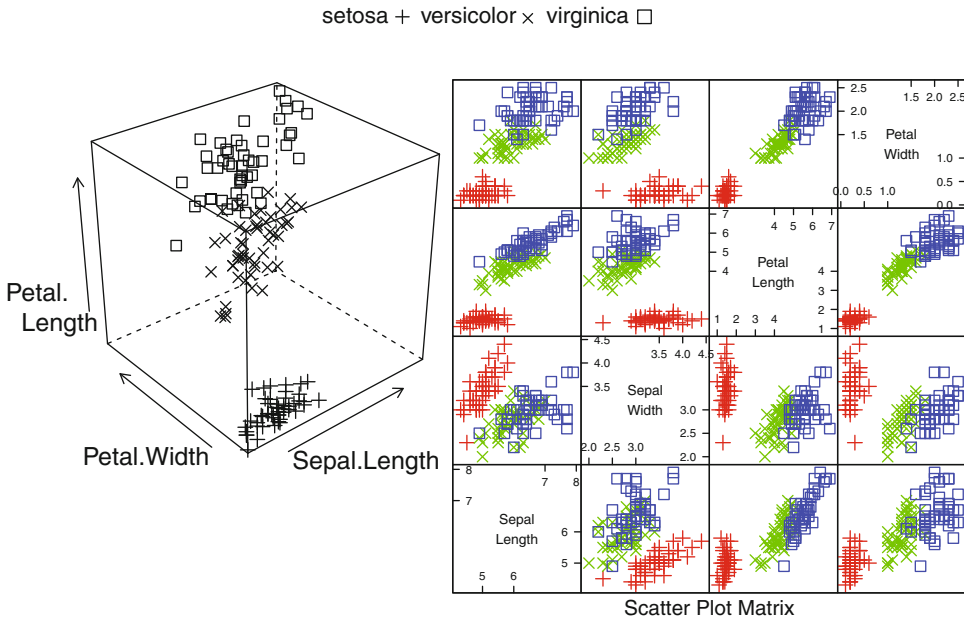 setosa + versicolor × virginica □
Petal.
Length
Petal.Width
Sepal.Length
1.5 2.0 2.5
2.5
2.0
1.5
Petal
Width
1.0
0.5
0.0
0.0 0.5 1.0
7
6
5
4
4 5 6 7
Petal
Length
1 2 3 4
4
3
2
1
4.5
4.0
3.5
3.5 4.0 4.5
Sepal
Width
2.0 2.5 3.0
3.0
2.5
2.0
8
7
7 8
Sepal
Length
5 6
6
5
Scatter Plot Matrix